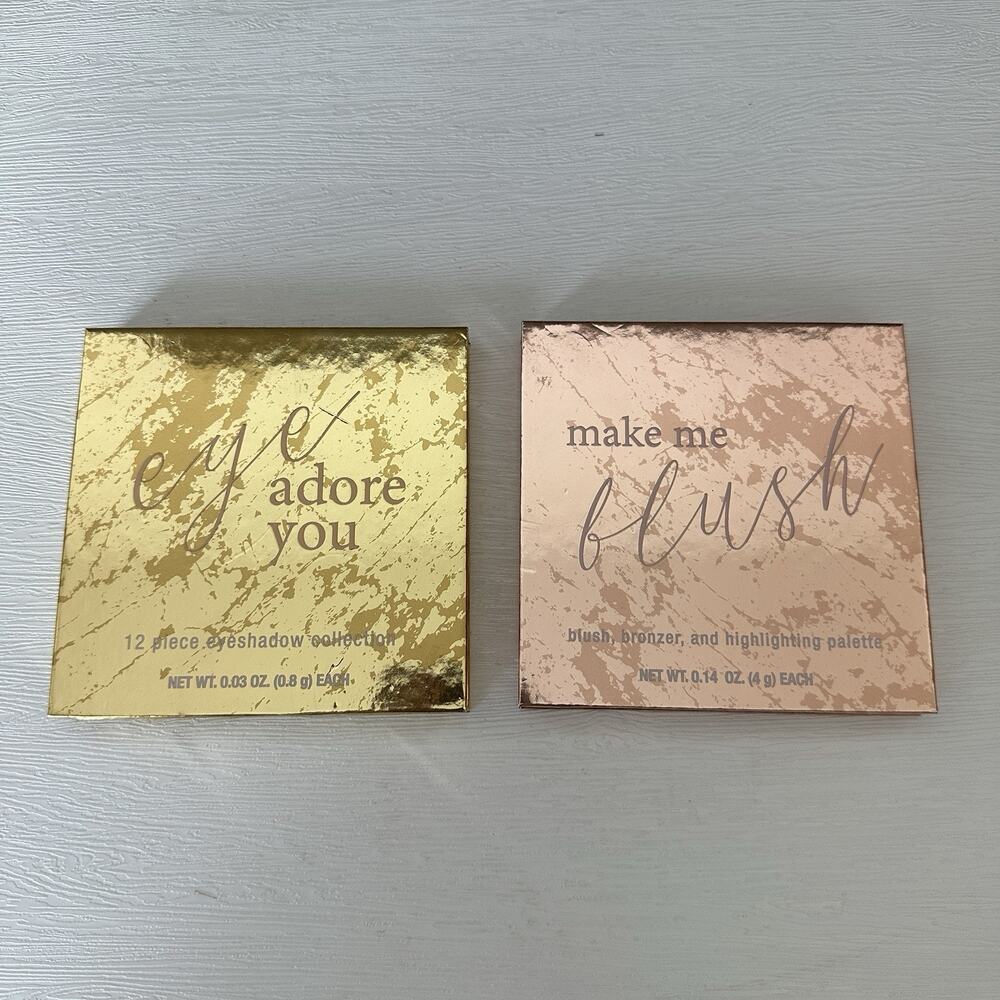 eye
adore
you
12 piece eyeshadow collection
NET WT. 0.03 OZ. (0.8 g) EACH
make me
blush
blush, bronzer, and highlighting palette
NET WT. 0.14 OZ. (4 g) EACH